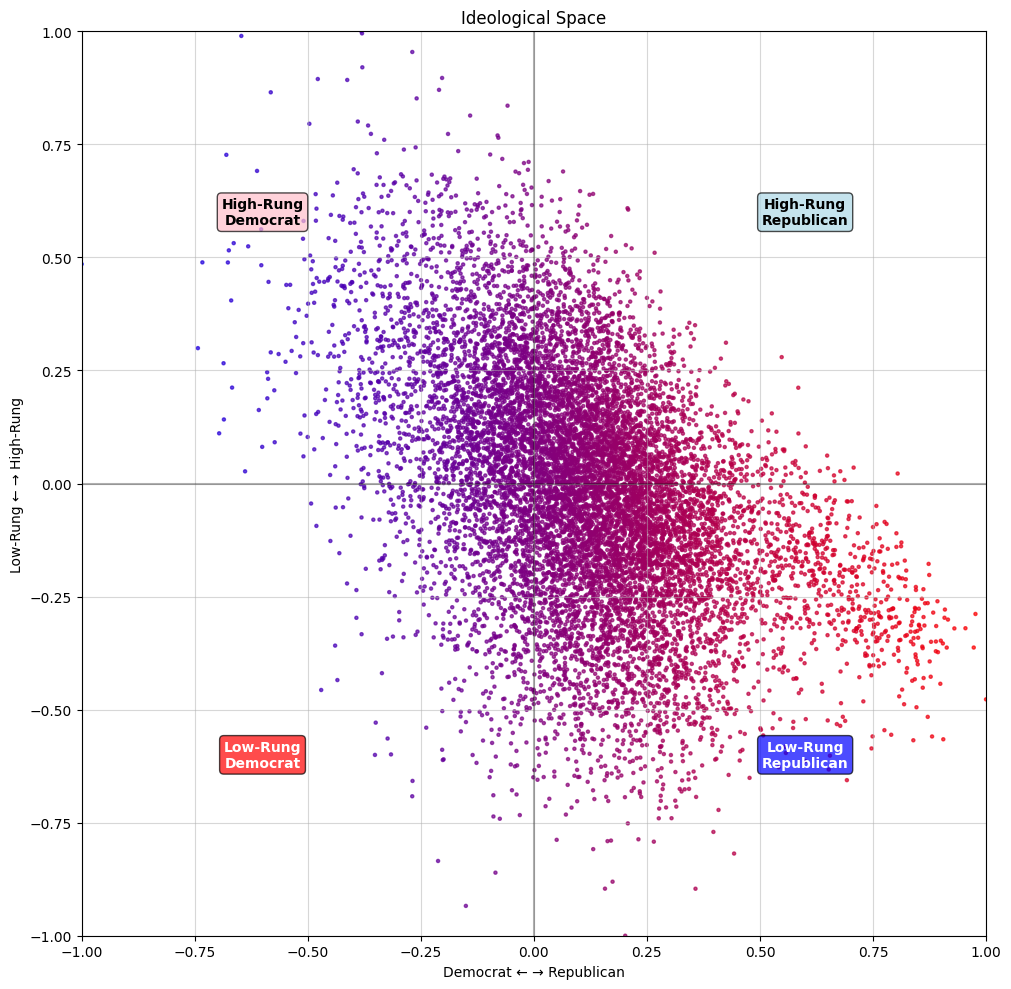 Ideological Space
1.00
0.75
0.50
0.25
0.00
−0.25
−0.50
−0.75
−1.00
Low-Rung ← → High-Rung
High-Rung
Democrat
High-Rung
Republican
Low-Rung
Democrat
Low-Rung
Republican
−1.00
−0.75
−0.50
−0.25
0.00
0.25
0.50
0.75
1.00
Democrat ← → Republican